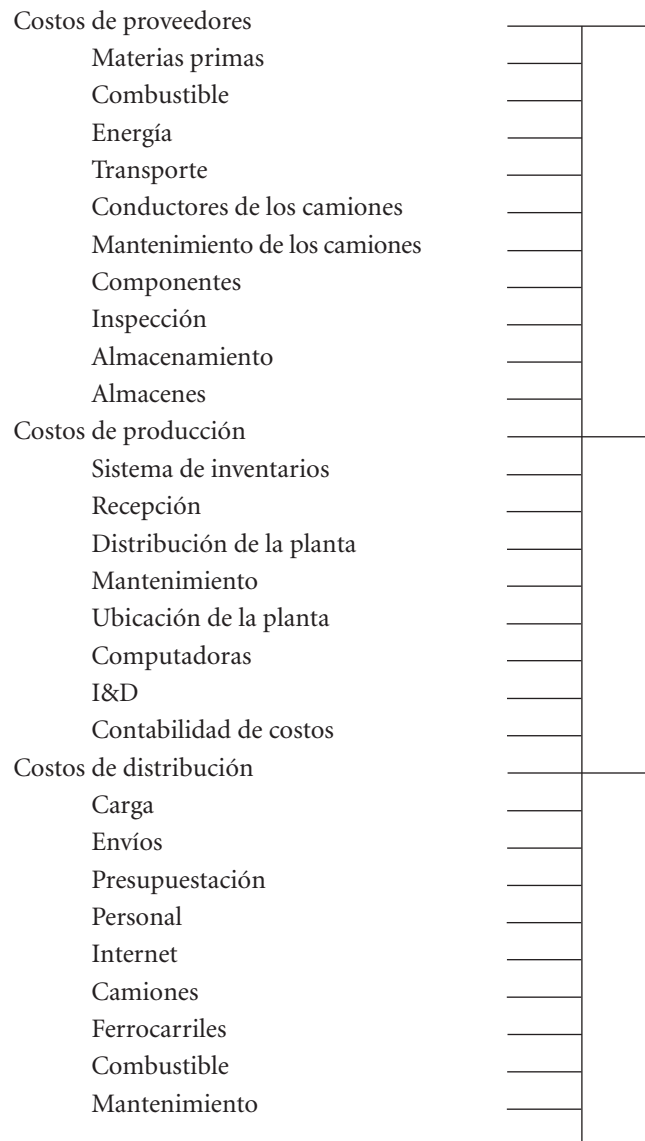 Costos de proveedores
Materias primas
Combustible
Energía
Transporte
Conductores de los camiones
Mantenimiento de los camiones
Componentes
Inspección
Almacenamiento
Almacenes
Costos de producción
Sistema de inventarios
Recepción
Distribución de la planta
Mantenimiento
Ubicación de la planta
Computadoras
I&D
Contabilidad de costos
Costos de distribución
Carga
Envíos
Presupuestación
Personal
Internet
Camiones
Ferrocarriles
Combustible
Mantenimiento